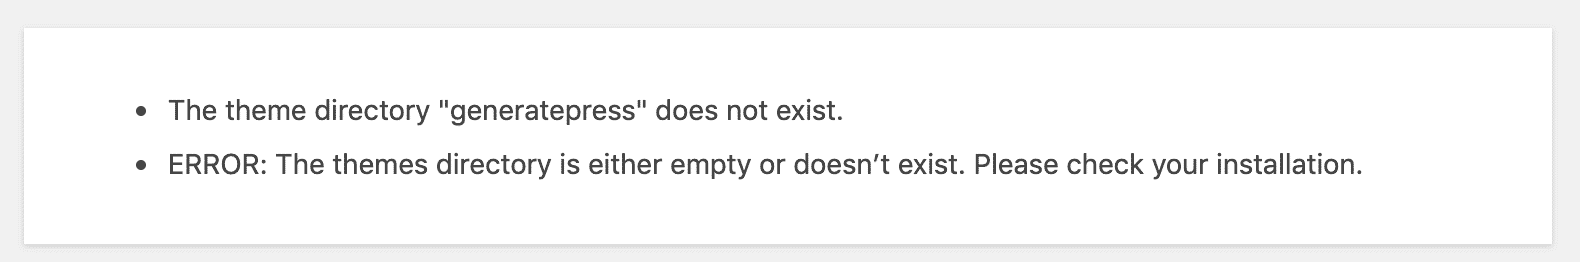 The theme directory "generatepress" does not exist.
ERROR: The themes directory is either empty or doesn’t exist. Please check your installation.